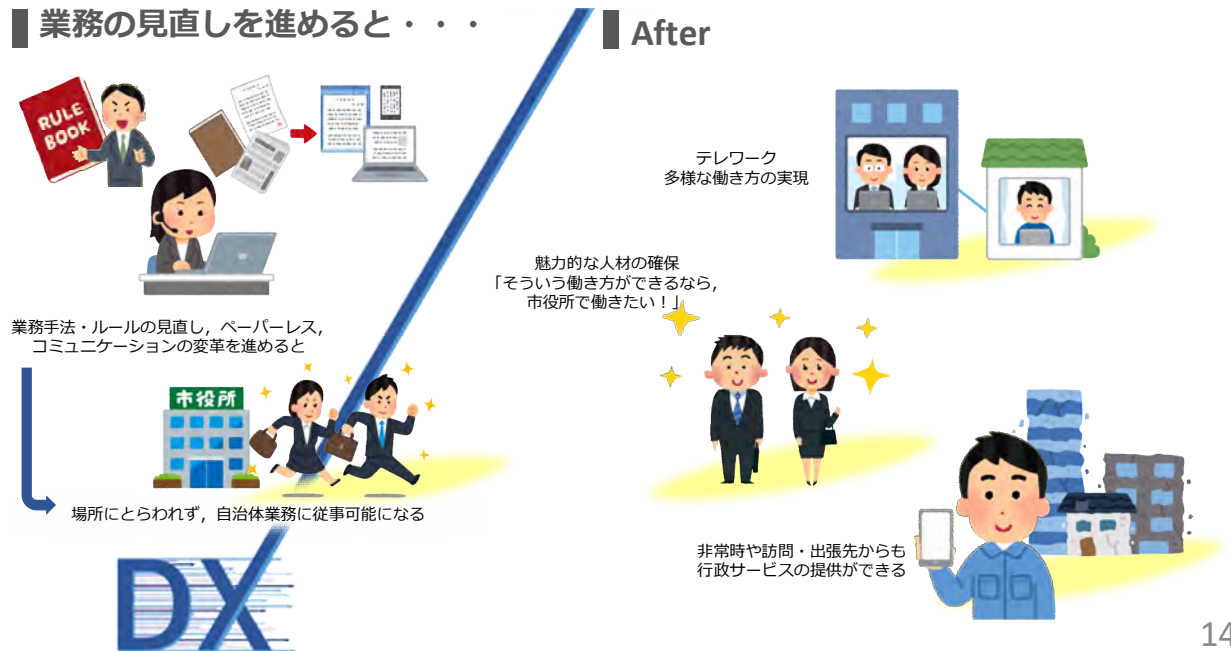 業務の見直しを進めると・・・
RULE
BOOK
業務手法・ルールの見直し，ペーパーレス，
コミュニケーションの変革を進めると
市役所
場所にとらわれず，自治体業務に従事可能になる
DX
After
テレワーク
多様な働き方の実現
魅力的な人材の確保
「そういう働き方ができるなら，
市役所で働きたい！」
非常時や訪問・出張先からも
行政サービスの提供ができる
14